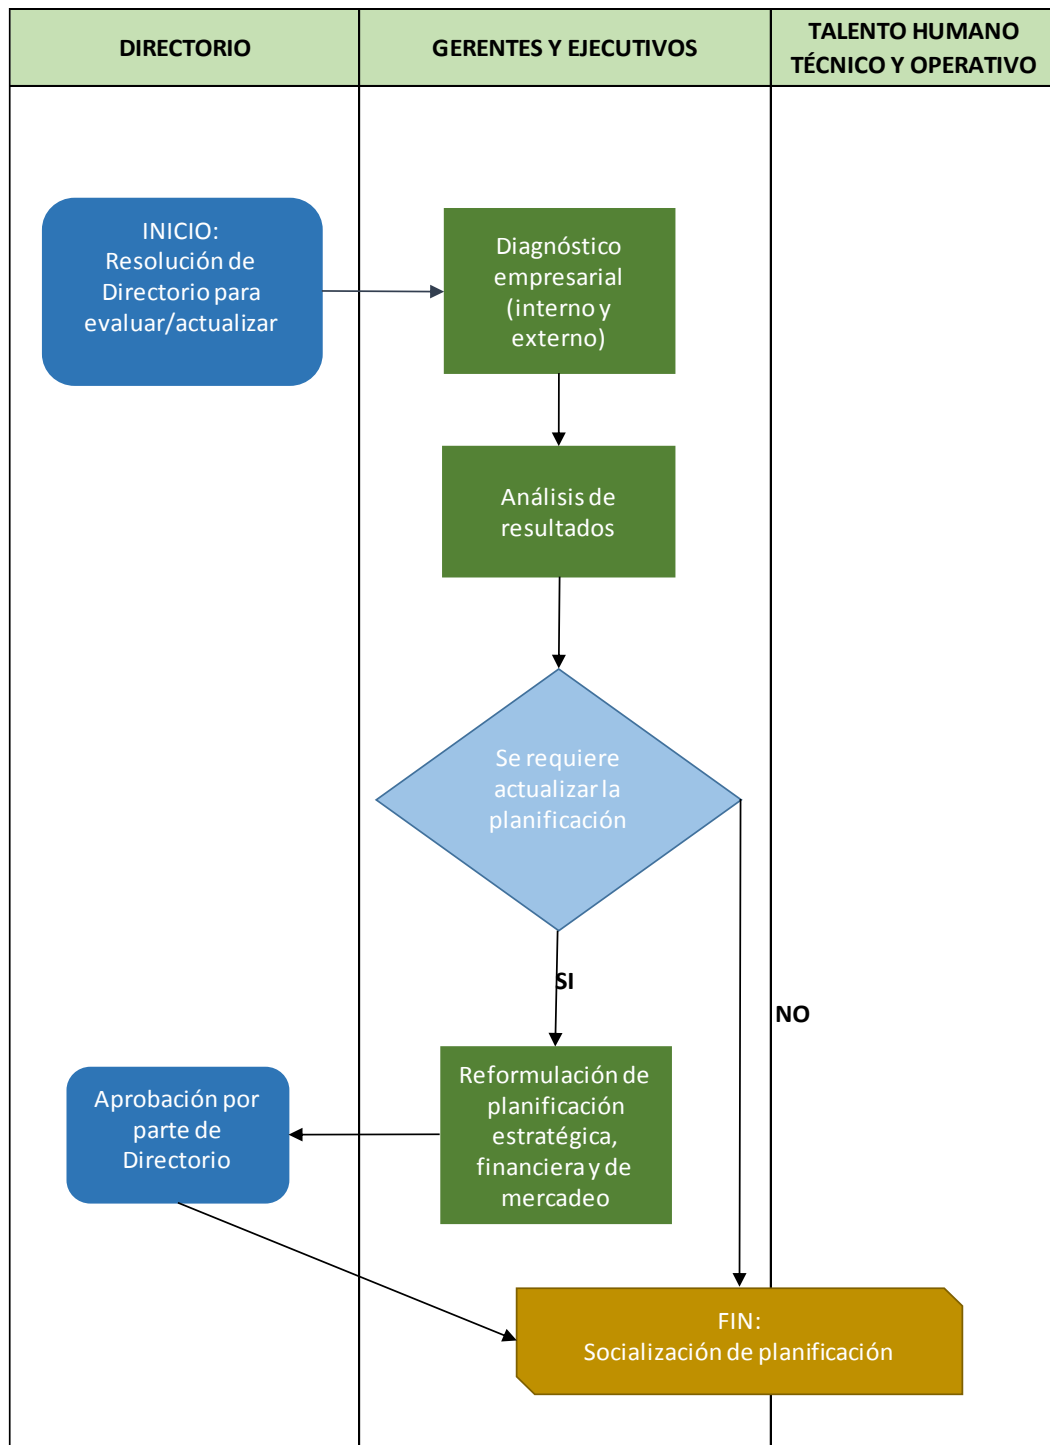 DIRECTORIO
GERENTES Y EJECUTIVOS
TALENTO HUMANO
TÉCNICO Y OPERATIVO
INICIO:
Resolución de
Directorio para
evaluar/actualizar
Diagnóstico
empresarial
(interno y
externo)
Análisis de
resultados
Se requiere
actualizar la
planificación
SI
NO
Reformulación de
planificación
estratégica,
financiera y de
mercadeo
Aprobación por
parte de
Directorio
FIN:
Socialización de planificación